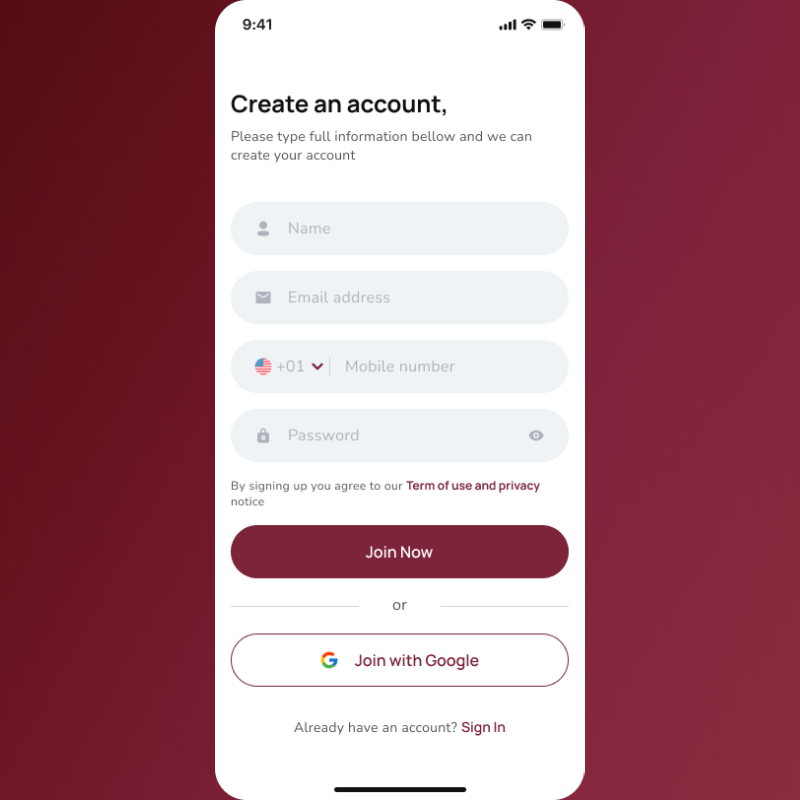 9:41
Create an account,
Please type full information bellow and we can
create your account
Name
Email address
+01 Mobile number
Password
By signing up you agree to our Term of use and privacy
notice
Join Now
or
Join with Google
Already have an account? Sign In